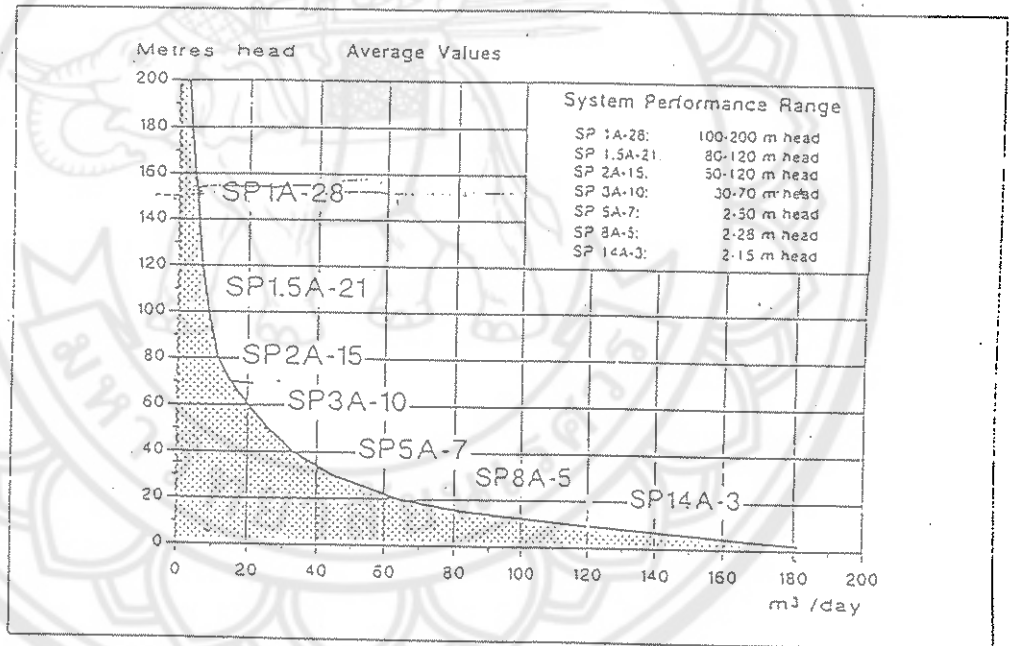 Metres head Average Values
200
180
160
140
120
100
80
60
40
20
0
SP1A-28
SP1.5A-21
SP2A-15
SP3A-10
SP5A-7
SP8A-5
SP14A-3
System Performance Range
SP 1A-28: 100-200 m head
SP 1.5A-21. 80-120 m head
SP 2A-15. 50-120 m head
SP 3A-10: 30-70 m head
SP 5A-7: 2-50 m head
SP 8A-5: 2-28 m head
SP 14A-3: 2-15 m head
0 20 40 60 80 100 120 140 160 180 200
m³ /day